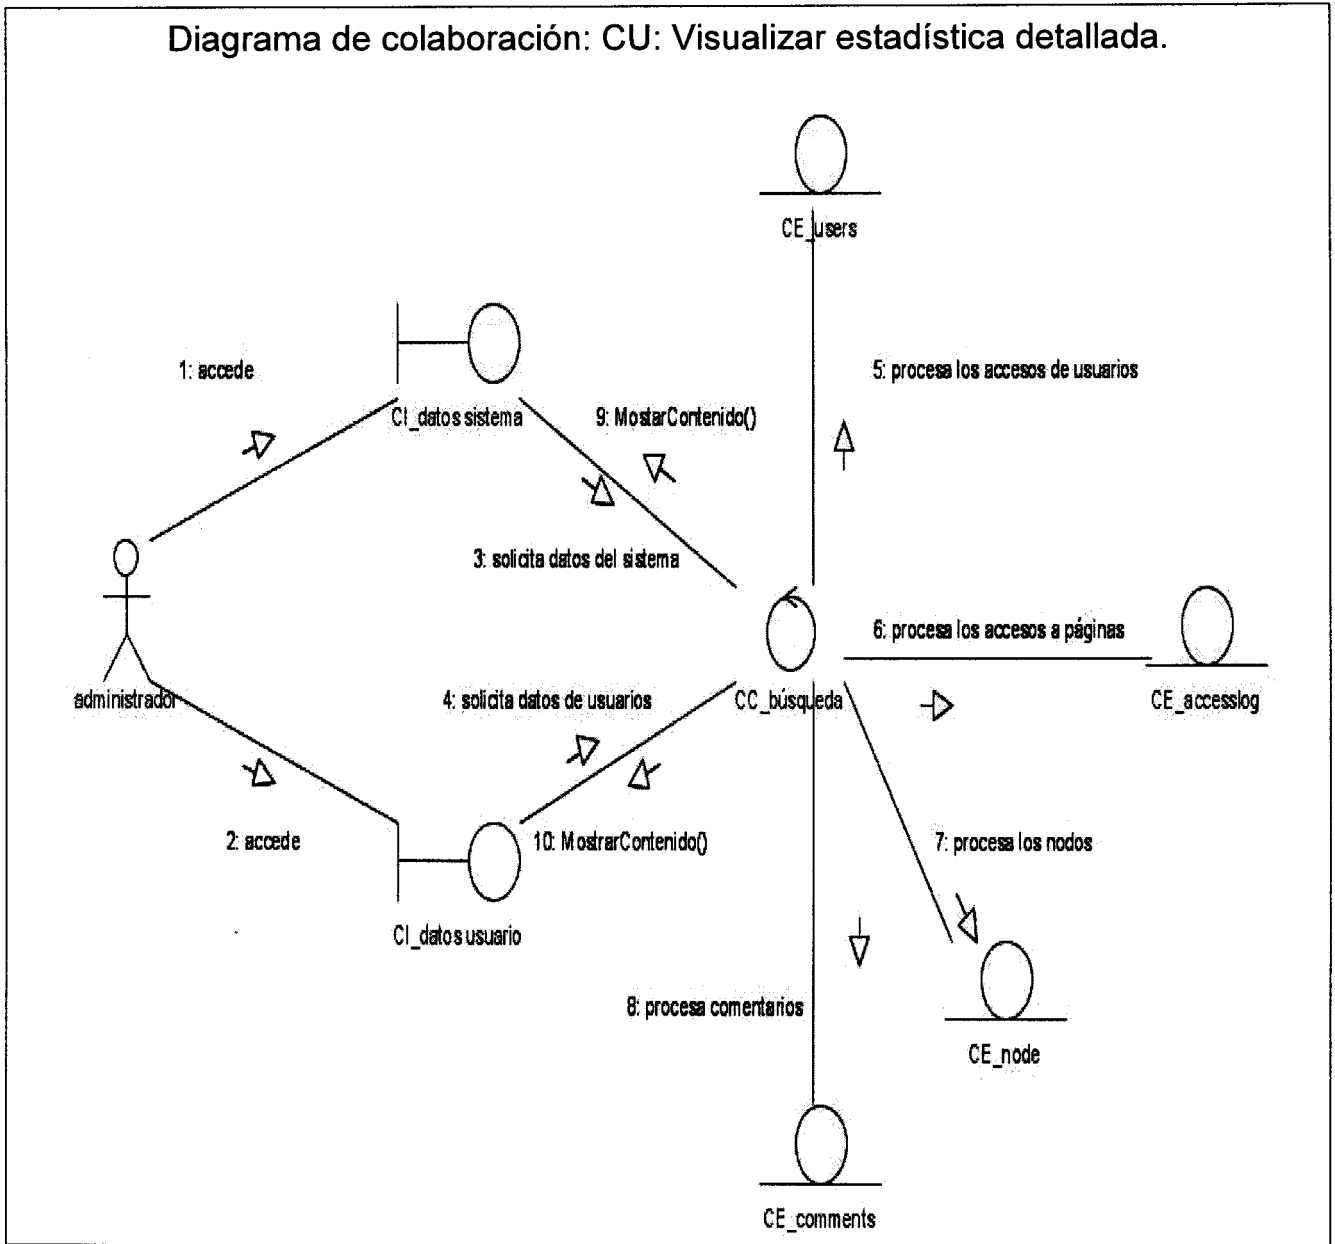 Diagrama de colaboración: CU: Visualizar estadística detallada.
CE_users
1: accede
5: procesa los accesos de usuarios
CI_datos sistema
9: MostarContenido()
3: solicita datos del sistema
6: procesa los accesos a páginas
administrador
4: solicita datos de usuarios
CC_búsqueda
CE_accesslog
2: accede
10: MostrarContenido()
7: procesa los nodos
CI_datos usuario
8: procesa comentarios
CE_node
CE_comments